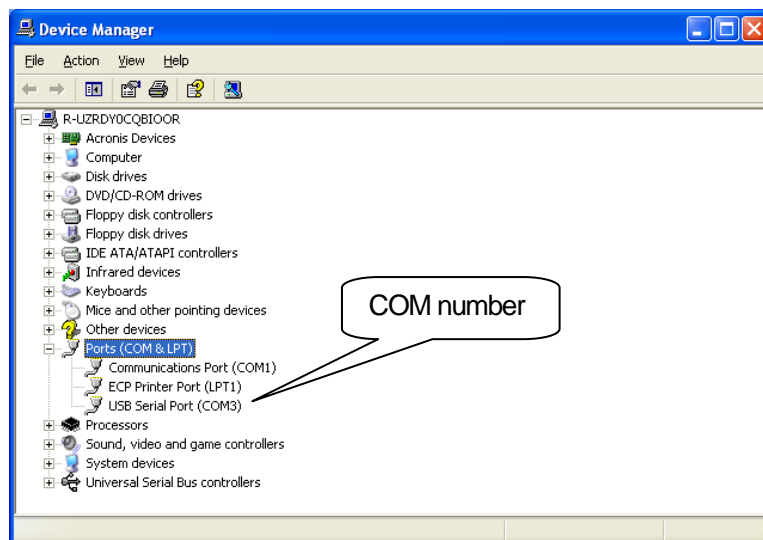 Device Manager
File Action View Help
R-UZRDY0CQBIOOR
Acronis Devices
Computer
Disk drives
DVD/CD-ROM drives
Floppy disk controllers
Floppy disk drives
IDE ATA/ATAPI controllers
Infrared devices
Keyboards
Mice and other pointing devices
Other devices
Ports (COM & LPT)
Communications Port (COM1)
ECP Printer Port (LPT1)
USB Serial Port (COM3)
Processors
Sound, video and game controllers
System devices
Universal Serial Bus controllers
COM number